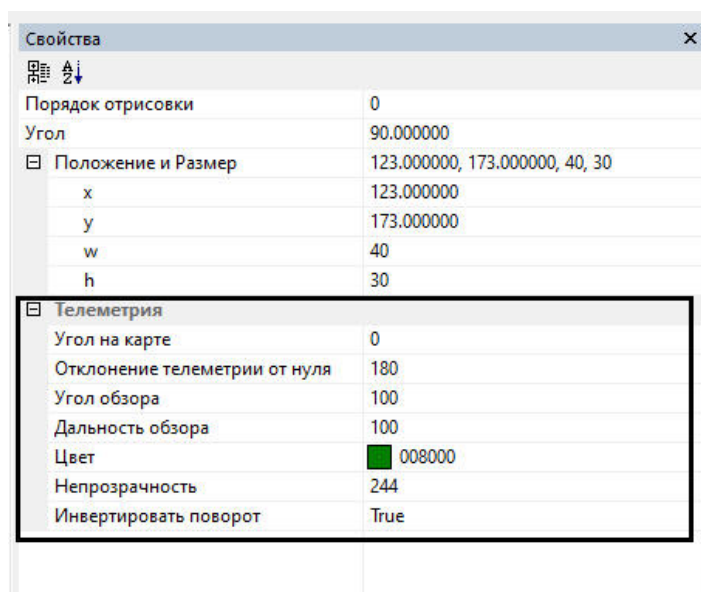 Свойства
Порядок отрисовки 0
Угол 90.000000
Положение и Размер 123.000000, 173.000000, 40, 30
x 123.000000
y 173.000000
w 40
h 30
Телеметрия
Угол на карте 0
Отклонение телеметрии от нуля 180
Угол обзора 100
Дальность обзора 100
Цвет 008000
Непрозрачность 244
Инвертировать поворот True